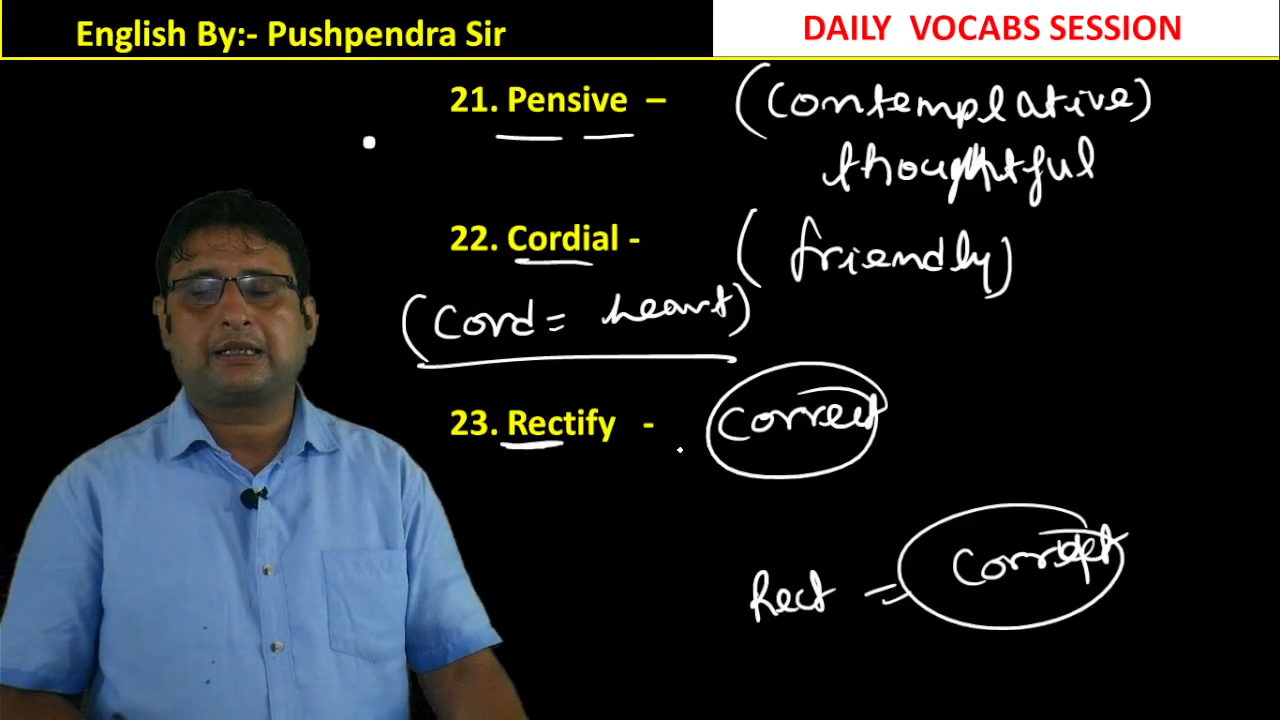 English By:- Pushpendra Sir
DAILY VOCABS SESSION
21. Pensive – (Contemplative)
thoughtful
22. Cordial - (friendly)
(Cord = heart)
23. Rectify - Correct
Rect = Correct